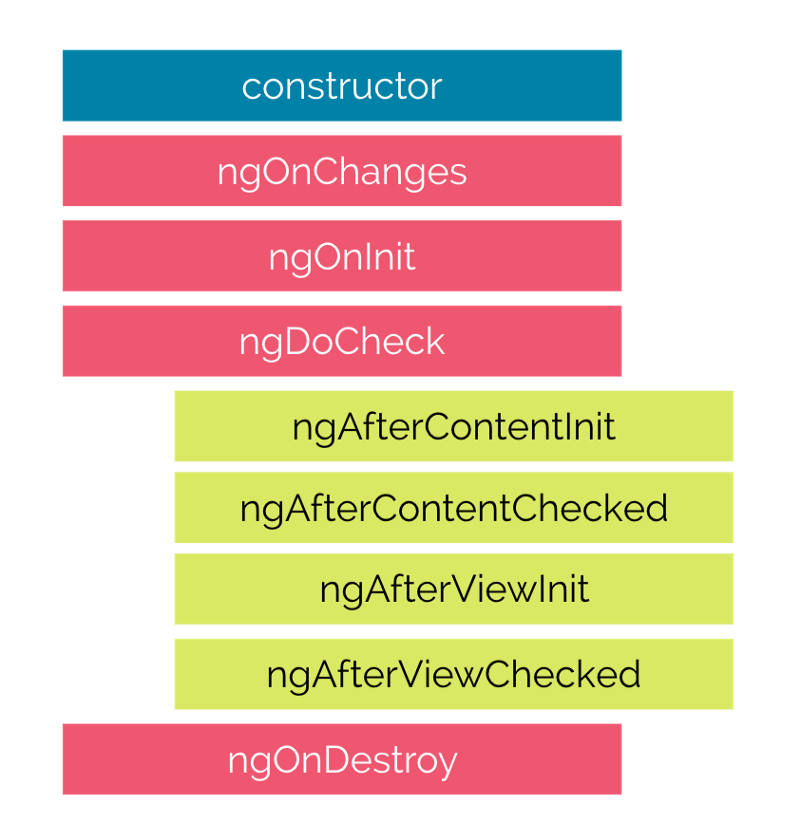 constructor
ngOnChanges
ngOnInit
ngDoCheck
ngAfterContentInit
ngAfterContentChecked
ngAfterViewInit
ngAfterViewChecked
ngOnDestroy